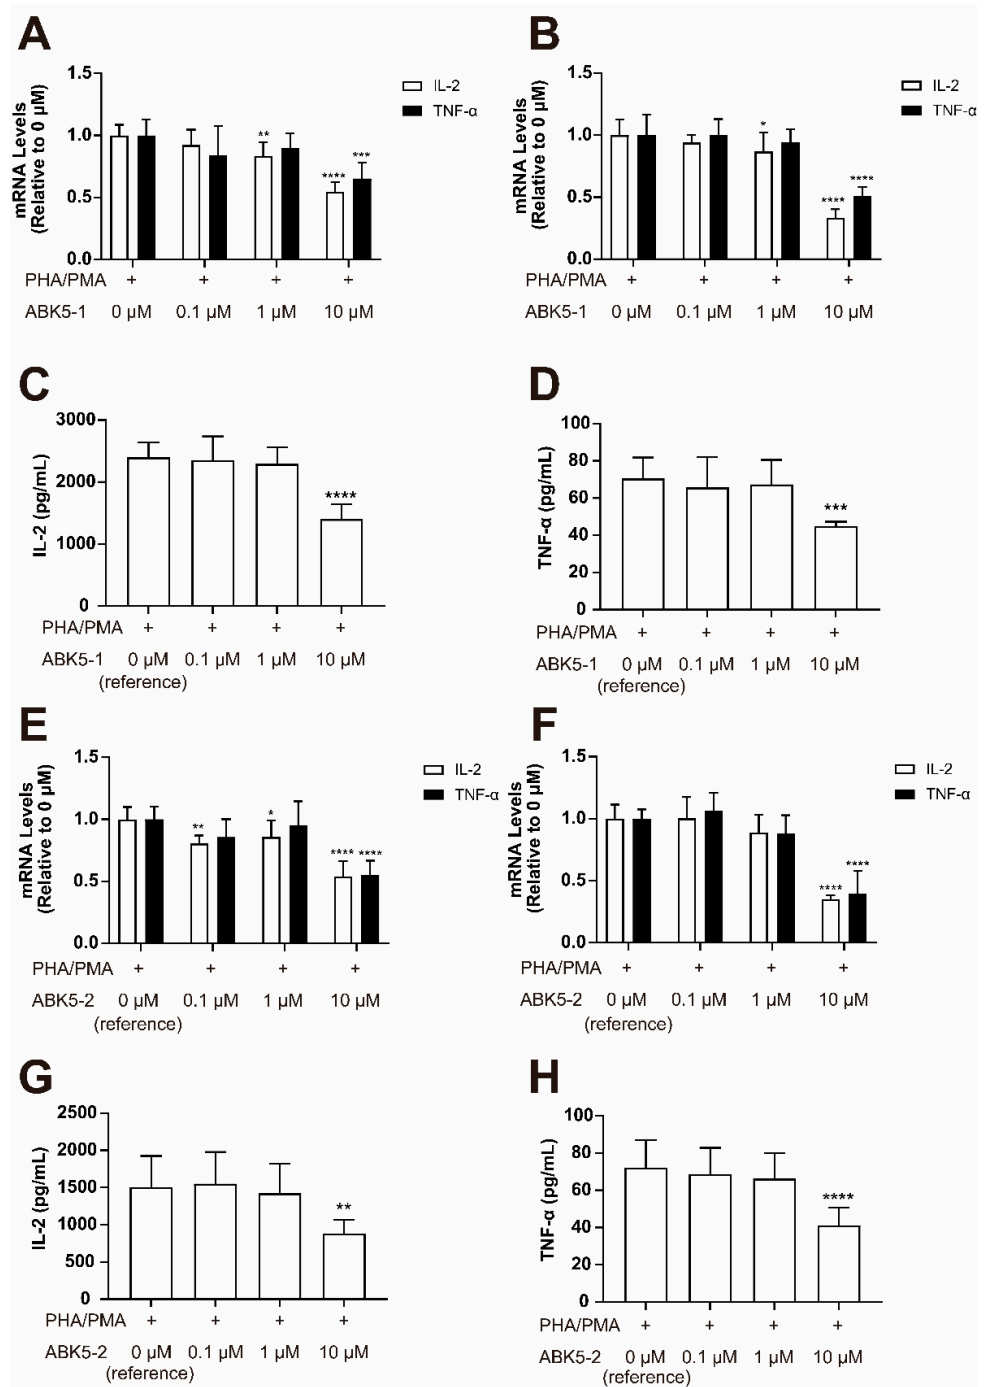 A
mRNA Levels
(Relative to 0 µM)
1.5
1.0
0.5
0.0
IL-2
TNF-α
**
****
***
PHA/PMA + + + +
ABK5-1 0 µM 0.1 µM 1 µM 10 µM
B
mRNA Levels
(Relative to 0 µM)
1.5
1.0
0.5
0.0
IL-2
TNF-α
*
****
****
PHA/PMA + + + +
ABK5-1 0 µM 0.1 µM 1 µM 10 µM
C
IL-2 (pg/mL)
3000
2000
1000
0
****
PHA/PMA + + + +
ABK5-1 0 µM 0.1 µM 1 µM 10 µM
(reference)
D
TNF-α (pg/mL)
100
80
60
40
20
0
***
PHA/PMA + + + +
ABK5-1 0 µM 0.1 µM 1 µM 10 µM
(reference)
E
mRNA Levels
(Relative to 0 µM)
1.5
1.0
0.5
0.0
IL-2
TNF-α
**
*
**** ****
PHA/PMA + + + +
ABK5-2 0 µM 0.1 µM 1 µM 10 µM
(reference)
F
mRNA Levels
(Relative to 0 µM)
1.5
1.0
0.5
0.0
IL-2
TNF-α
****
****
PHA/PMA + + + +
ABK5-2 0 µM 0.1 µM 1 µM 10 µM
(reference)
G
IL-2 (pg/mL)
2500
2000
1500
1000
500
0
**
PHA/PMA + + + +
ABK5-2 0 µM 0.1 µM 1 µM 10 µM
(reference)
H
TNF-α (pg/mL)
100
80
60
40
20
0
****
PHA/PMA + + + +
ABK5-2 0 µM 0.1 µM 1 µM 10 µM
(reference)